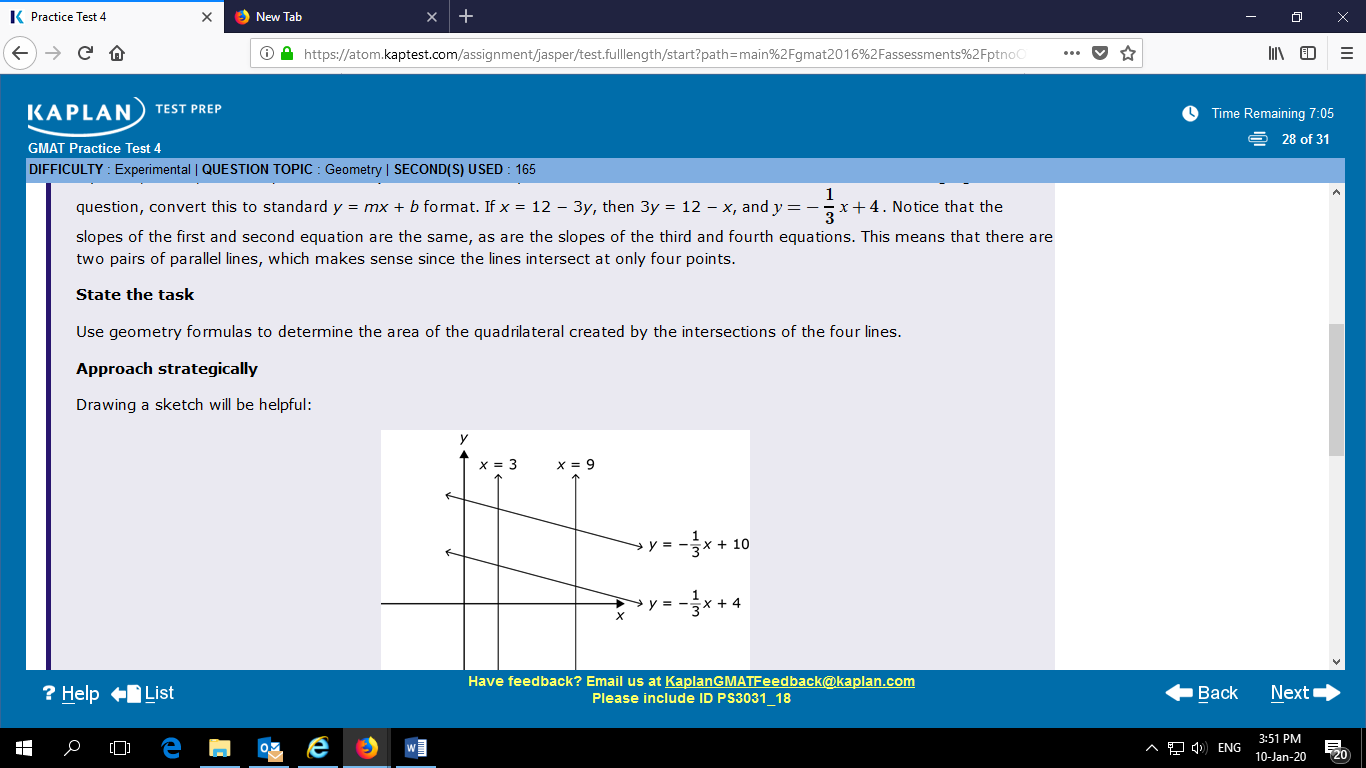 Practice Test 4
New Tab
https://atom.kaptest.com/assignment/jasper/test.fulllength/start?path=main%2Fgmat2016%2Fassessments%2Fptno
KAPLAN TEST PREP
Time Remaining 7:05
GMAT Practice Test 4
28 of 31
DIFFICULTY : Experimental | QUESTION TOPIC : Geometry | SECOND(S) USED : 165
question, convert this to standard y = mx + b format. If x = 12 − 3y, then 3y = 12 − x, and y = − 1/3 x + 4. Notice that the
slopes of the first and second equation are the same, as are the slopes of the third and fourth equations. This means that there are
two pairs of parallel lines, which makes sense since the lines intersect at only four points.
State the task
Use geometry formulas to determine the area of the quadrilateral created by the intersections of the four lines.
Approach strategically
Drawing a sketch will be helpful:
y
x = 3
x = 9
y = −1/3x + 10
y = −1/3x + 4
x
Have feedback? Email us at KaplanGMATFeedback@kaplan.com
Please include ID PS3031_18
? Help
List
Back
Next
ENG
3:51 PM
10-Jan-20
20